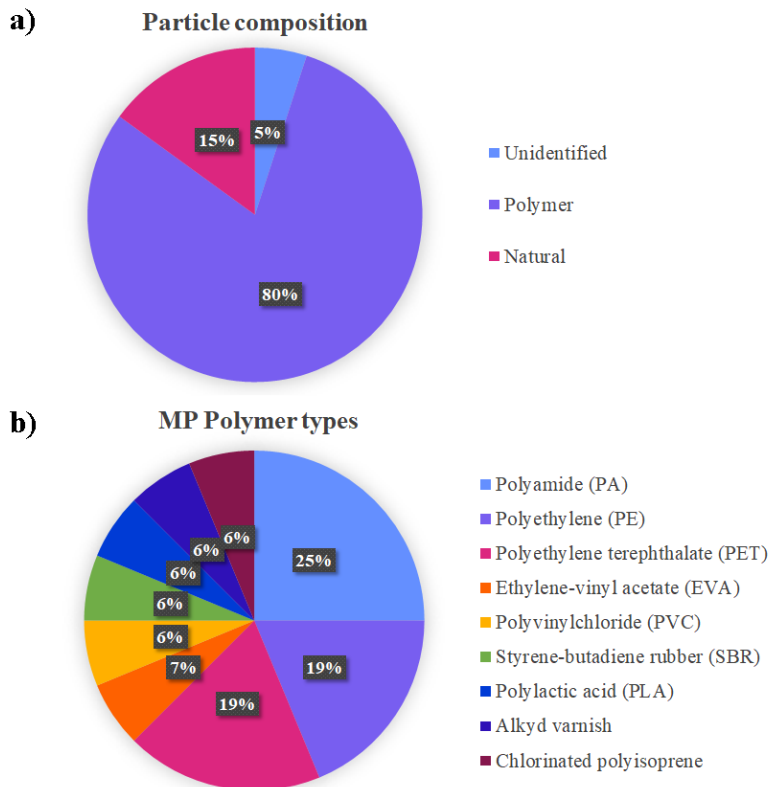 a)
Particle composition
5%
15%
80%
Unidentified
Polymer
Natural
b)
MP Polymer types
6%
6%
25%
6%
6%
6%
7%
19%
19%
Polyamide (PA)
Polyethylene (PE)
Polyethylene terephthalate (PET)
Ethylene-vinyl acetate (EVA)
Polyvinylchloride (PVC)
Styrene-butadiene rubber (SBR)
Polylactic acid (PLA)
Alkyd varnish
Chlorinated polyisoprene